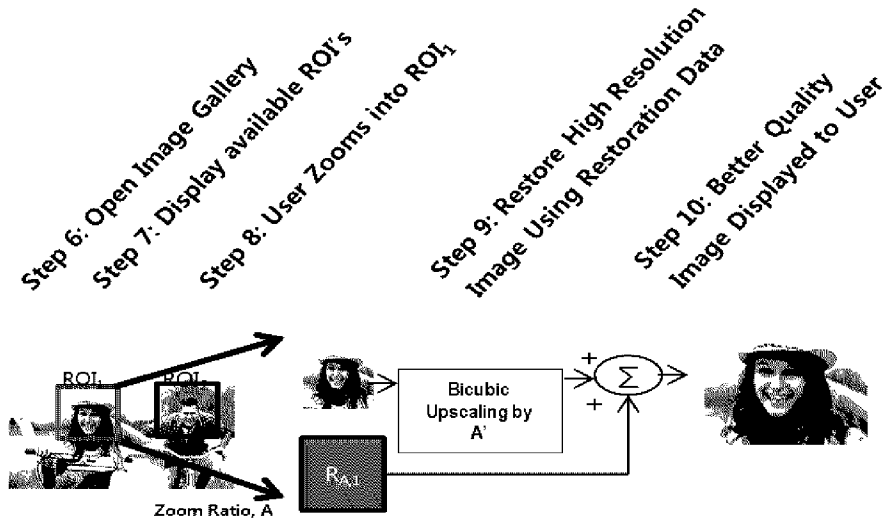 Step 6: Open Image Gallery
Step 7: Display available ROI's
Step 8: User Zooms into ROI₁
Step 9: Restore High Resolution
Image Using Restoration Data
Step 10: Better Quality
Image Displayed to User
ROI₁
ROI
Zoom Ratio, A
Bicubic
Upscaling by
A'
R_A,1
+
+
Σ